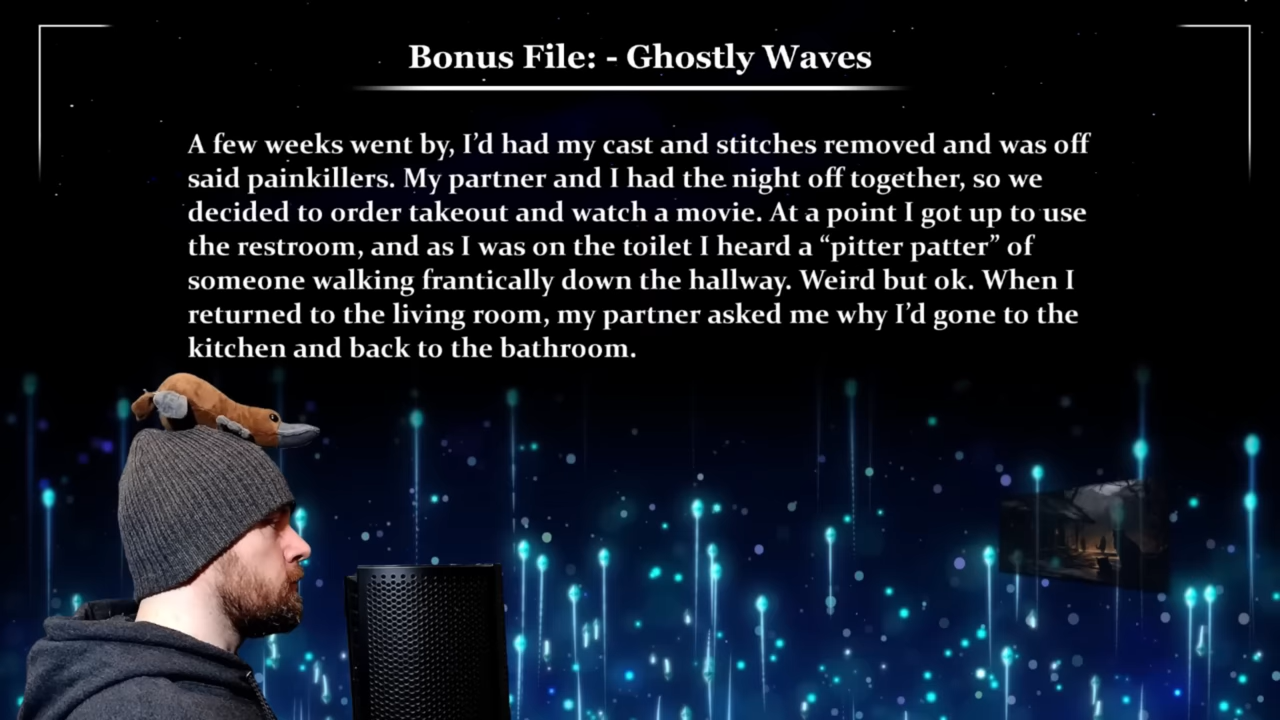 Bonus File: - Ghostly Waves
A few weeks went by, I’d had my cast and stitches removed and was off
said painkillers. My partner and I had the night off together, so we
decided to order takeout and watch a movie. At a point I got up to use
the restroom, and as I was on the toilet I heard a “pitter patter” of
someone walking frantically down the hallway. Weird but ok. When I
returned to the living room, my partner asked me why I’d gone to the
kitchen and back to the bathroom.